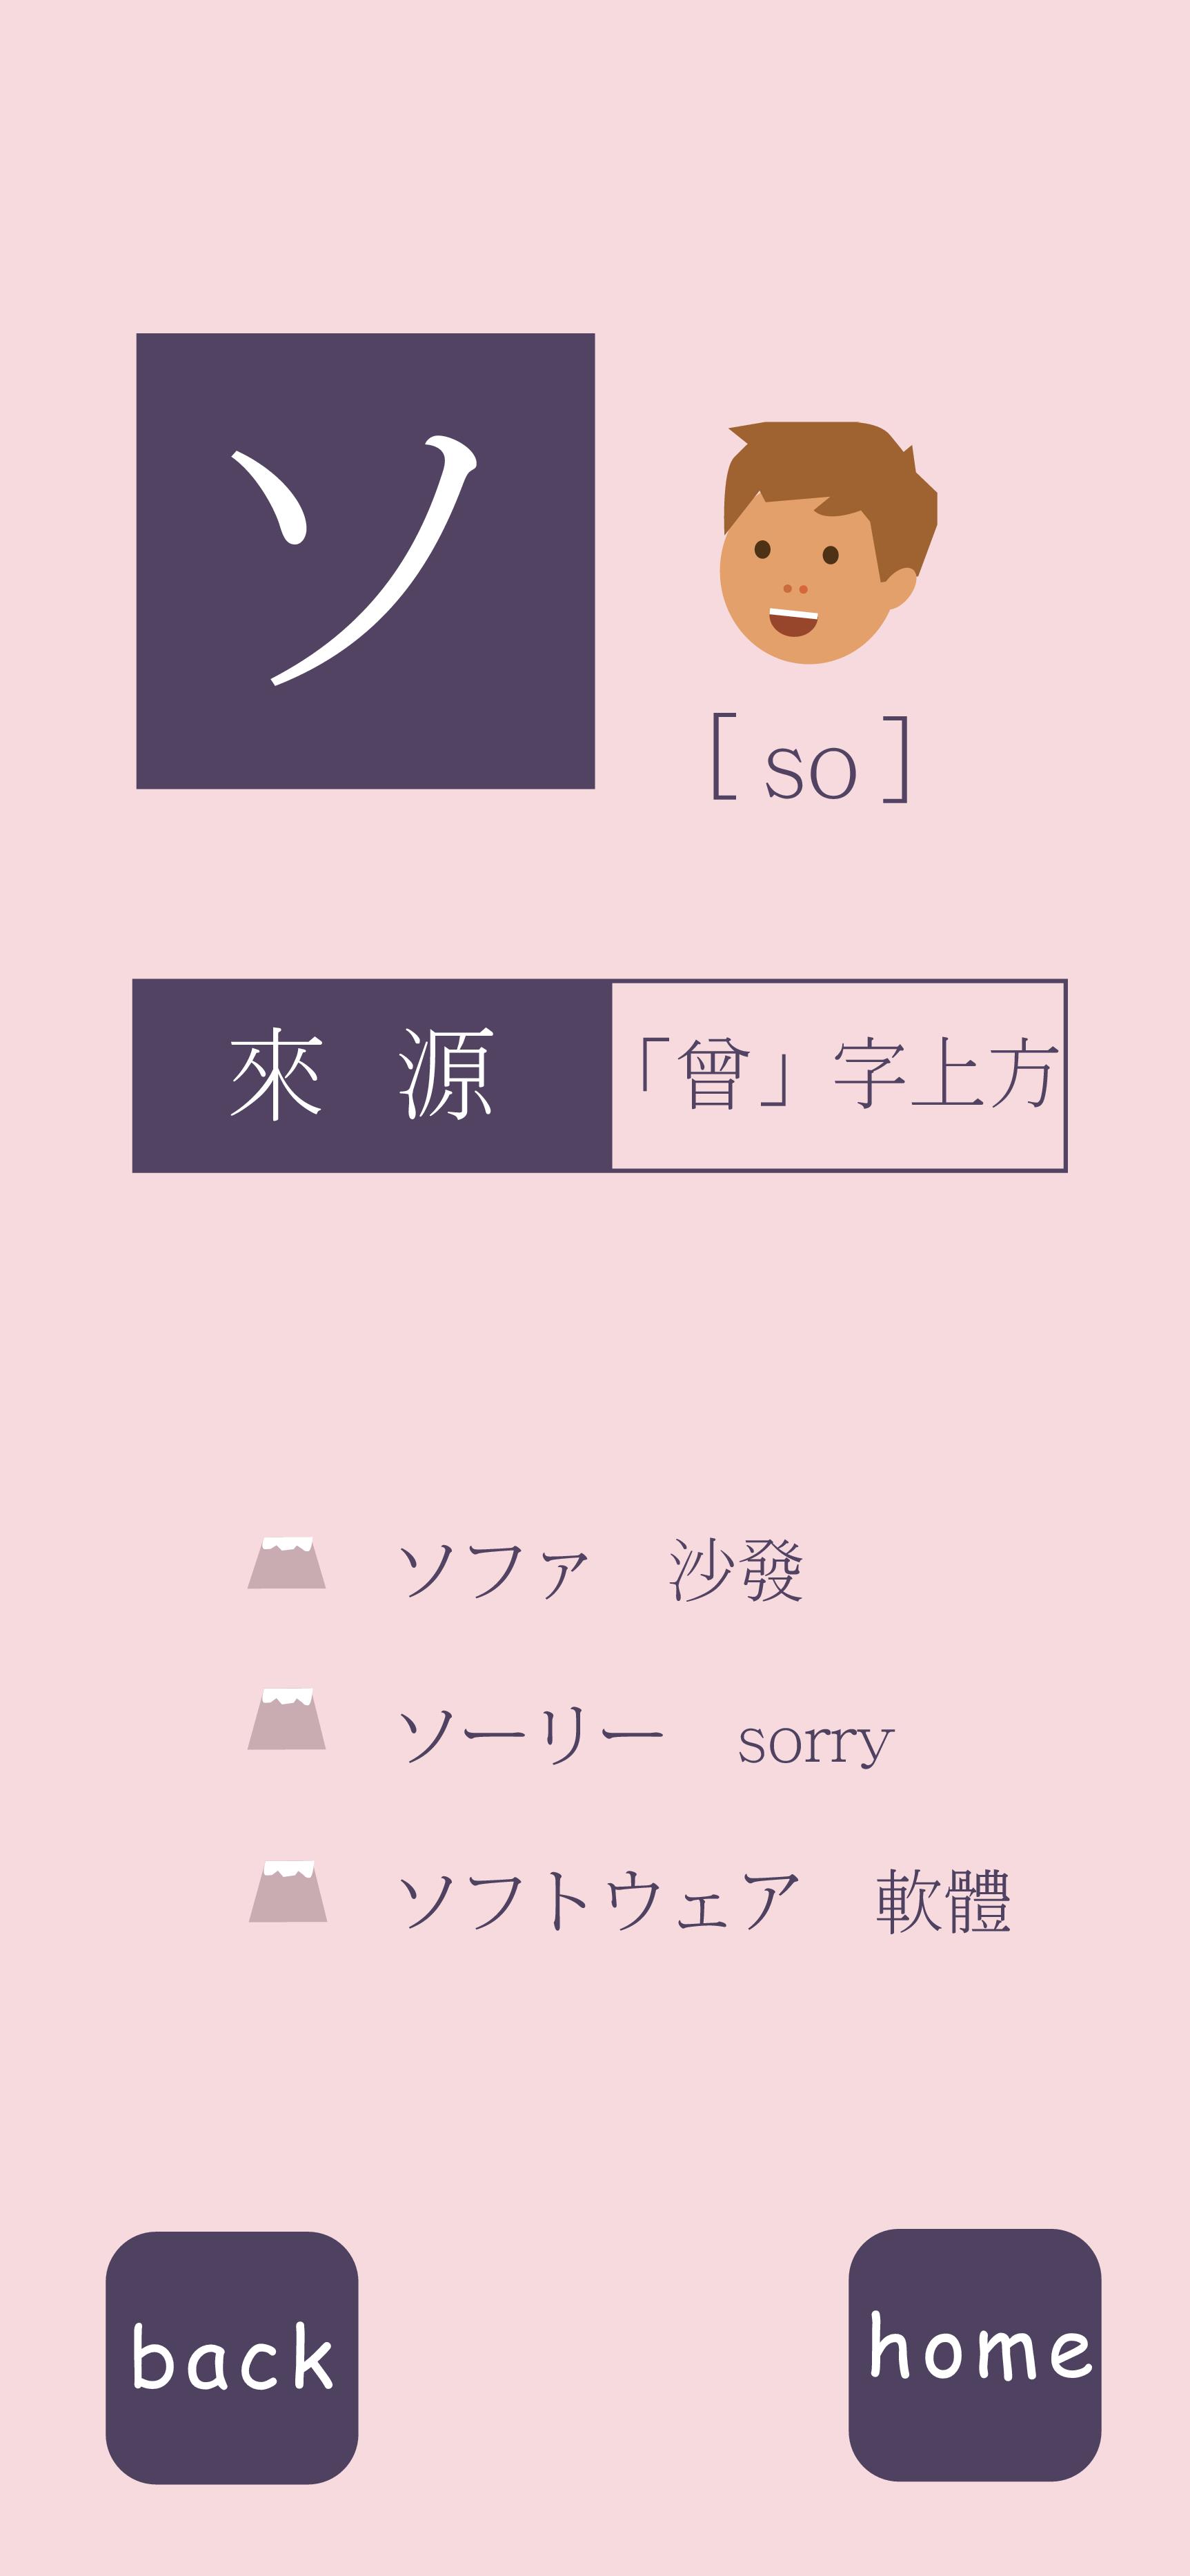 ソ
[ so ]
來 源 「曾」字上方
ソファ 沙發
ソーリー sorry
ソフトウェア 軟體
back home